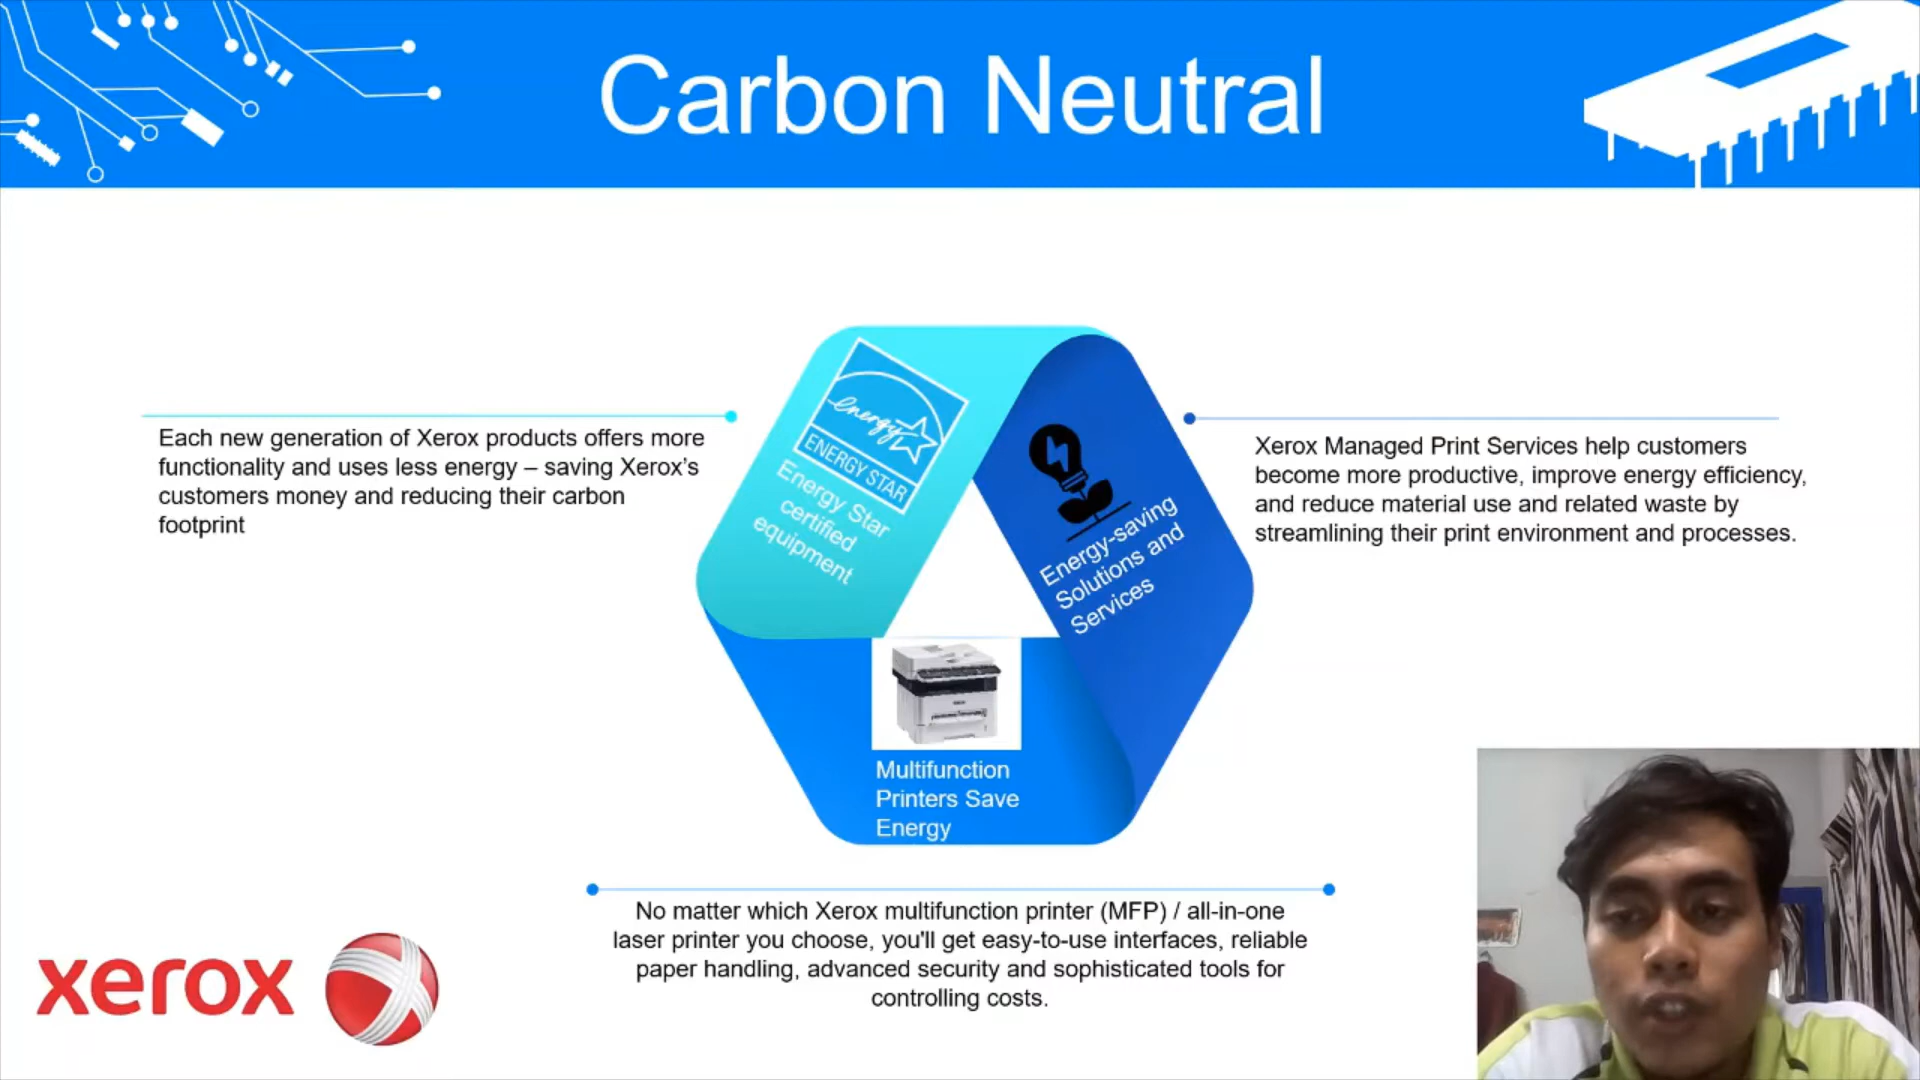 Carbon Neutral
Each new generation of Xerox products offers more
functionality and uses less energy – saving Xerox's
customers money and reducing their carbon
footprint
energy
ENERGY STAR
Energy Star
certified
equipment
Energy-saving
Solutions and
Services
Xerox Managed Print Services help customers
become more productive, improve energy efficiency,
and reduce material use and related waste by
streamlining their print environment and processes.
Multifunction
Printers Save
Energy
No matter which Xerox multifunction printer (MFP) / all-in-one
laser printer you choose, you'll get easy-to-use interfaces, reliable
paper handling, advanced security and sophisticated tools for
controlling costs.
xerox